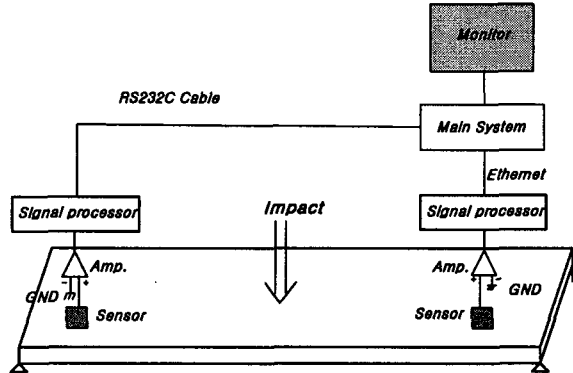 Monitor
RS232C Cable
Main System
Ethernet
Signal processor
Signal processor
Impact
Amp.
Amp.
GND
GND
Sensor
Sensor